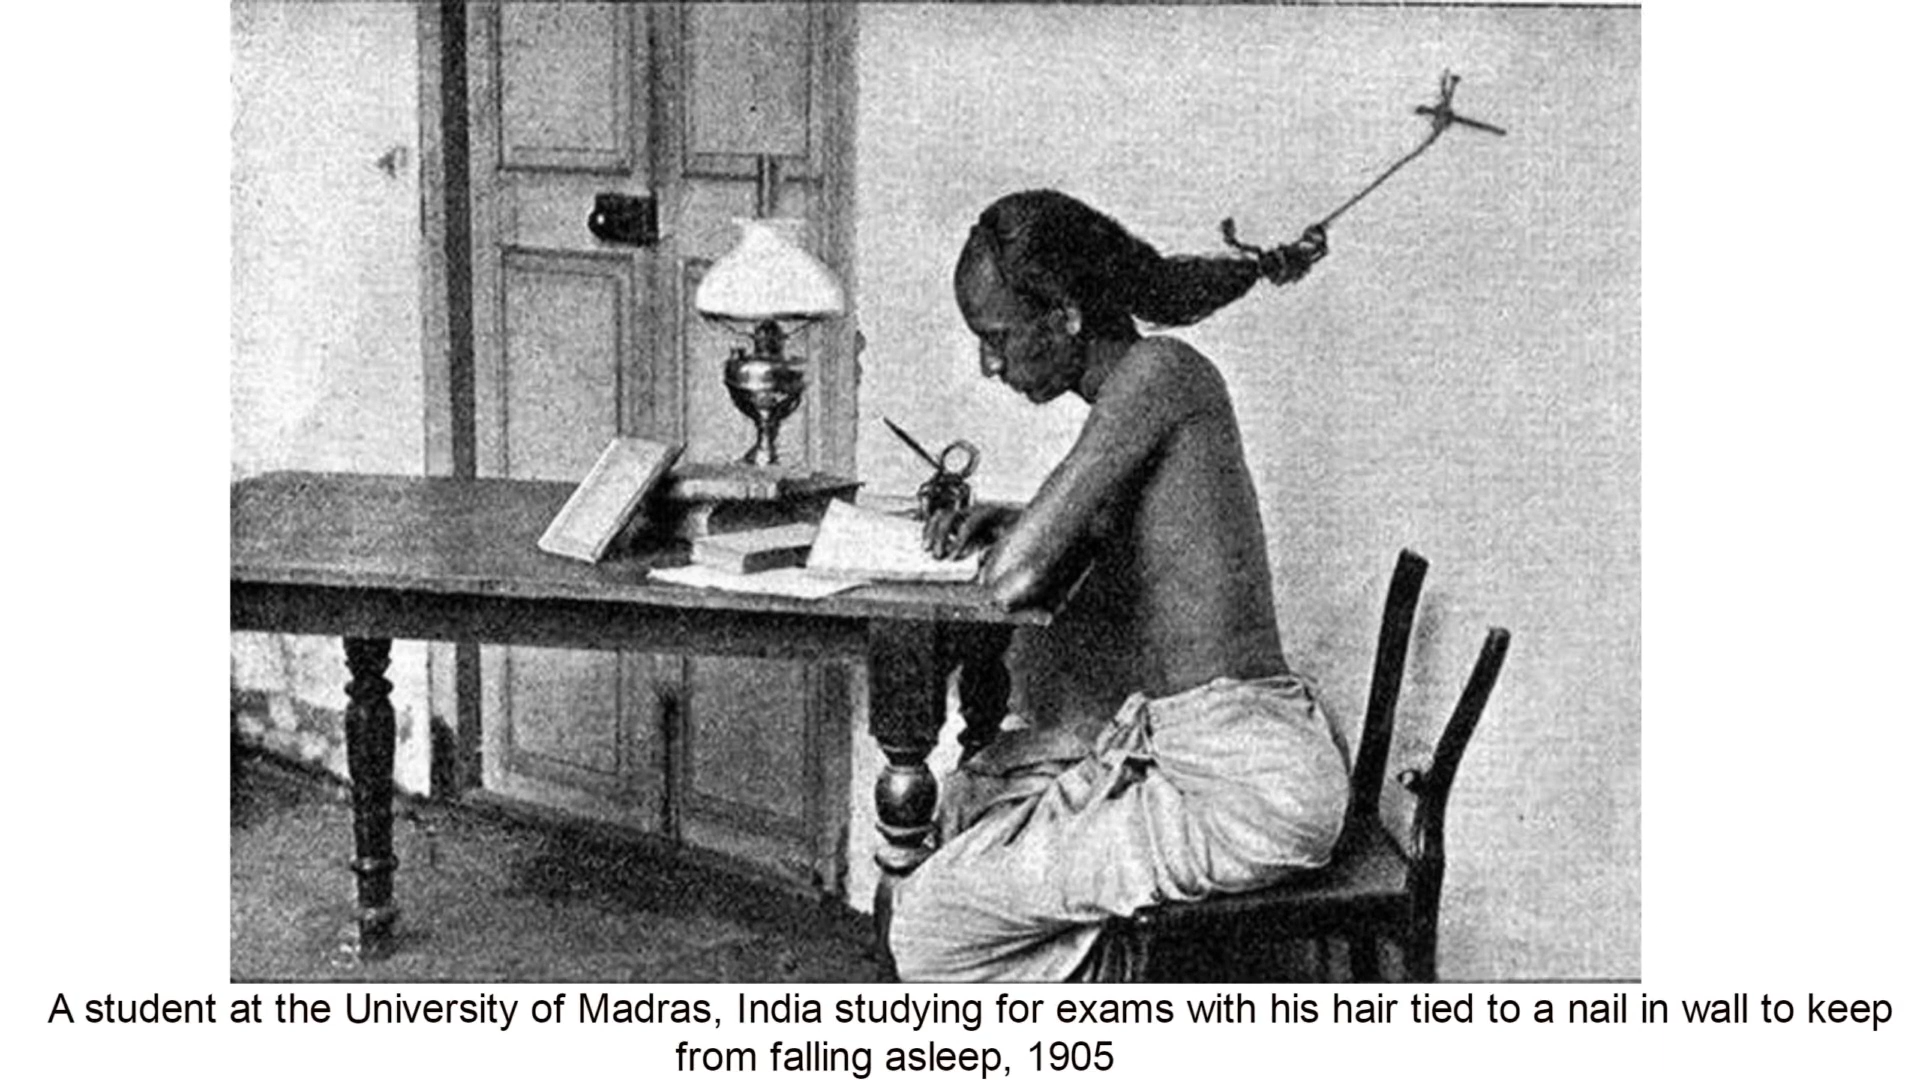 A student at the University of Madras, India studying for exams with his hair tied to a nail in wall to keep
from falling asleep, 1905